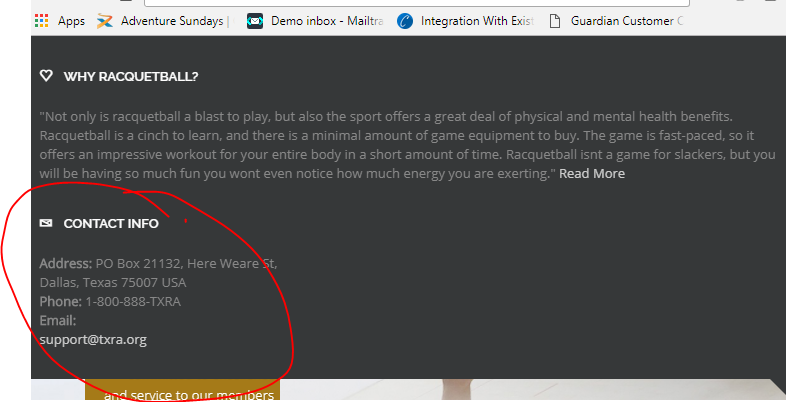 Apps Adventure Sundays | Demo inbox - Mailtra Integration With Exist Guardian Customer C
WHY RACQUETBALL?
"Not only is racquetball a blast to play, but also the sport offers a great deal of physical and mental health benefits.
Racquetball is a cinch to learn, and there is a minimal amount of game equipment to buy. The game is fast-paced, so it
offers an impressive workout for your entire body in a short amount of time. Racquetball isnt a game for slackers, but you
will be having so much fun you wont even notice how much energy you are exerting." Read More
CONTACT INFO
Address: PO Box 21132, Here Weare St,
Dallas, Texas 75007 USA
Phone: 1-800-888-TXRA
Email:
support@txra.org
and service to our members